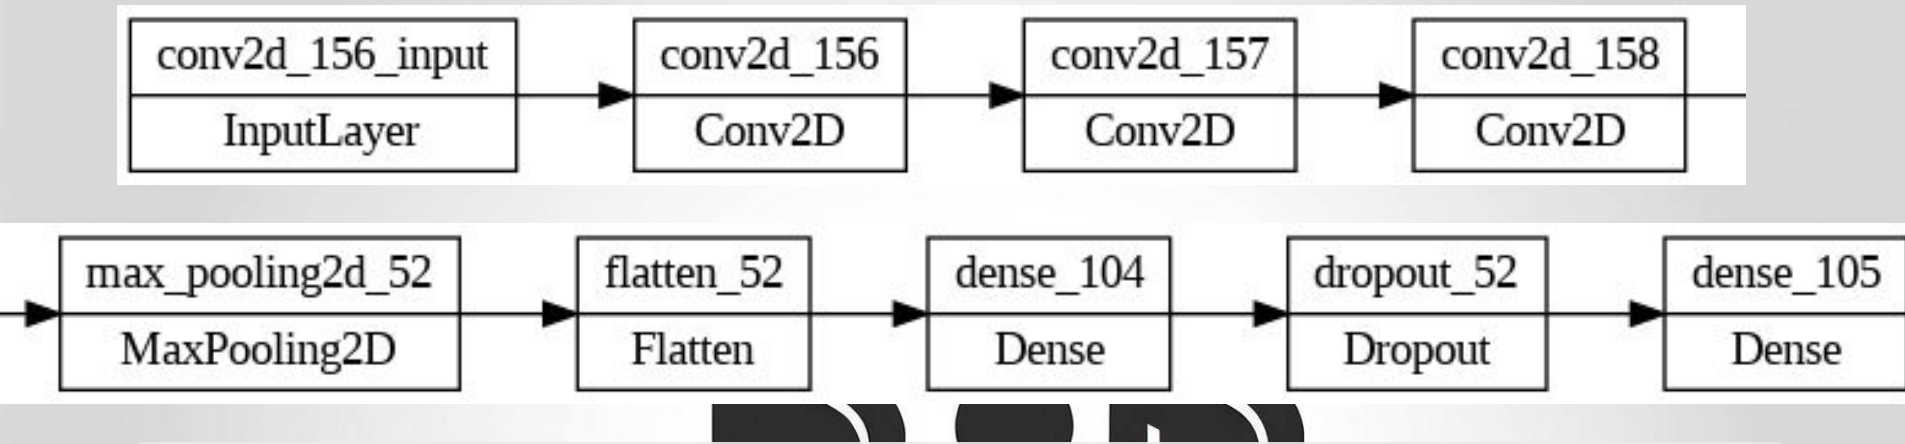 conv2d_156_input
InputLayer
conv2d_156
Conv2D
conv2d_157
Conv2D
conv2d_158
Conv2D
max_pooling2d_52
MaxPooling2D
flatten_52
Flatten
dense_104
Dense
dropout_52
Dropout
dense_105
Dense